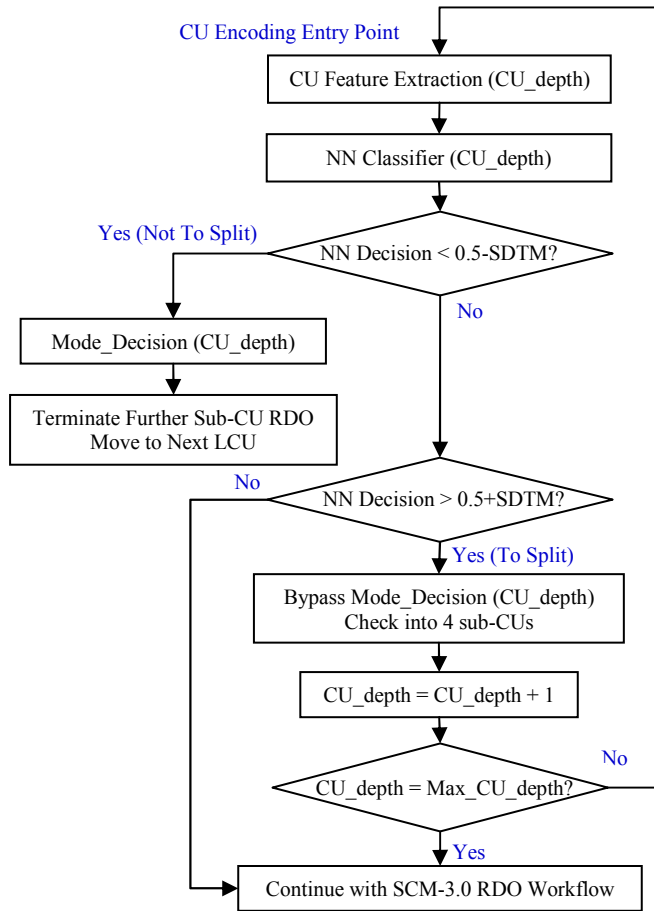 CU Encoding Entry Point
CU Feature Extraction (CU_depth)
NN Classifier (CU_depth)
Yes (Not To Split)
NN Decision < 0.5-SDTM?
No
Mode_Decision (CU_depth)
Terminate Further Sub-CU RDO
Move to Next LCU
No
NN Decision > 0.5+SDTM?
Yes (To Split)
Bypass Mode_Decision (CU_depth)
Check into 4 sub-CUs
CU_depth = CU_depth + 1
No
CU_depth = Max_CU_depth?
Yes
Continue with SCM-3.0 RDO Workflow